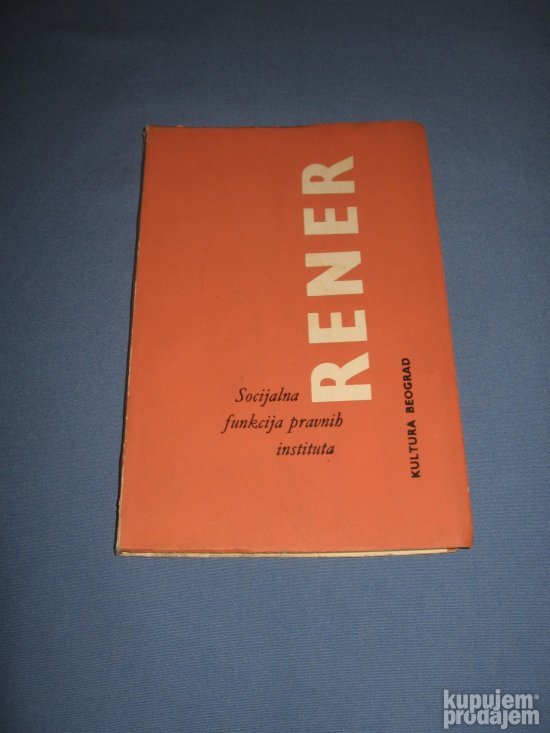 RENER
Socijalna
funkcija pravnih
instituta
KULTURA BEOGRAD
kupujem
prodajem